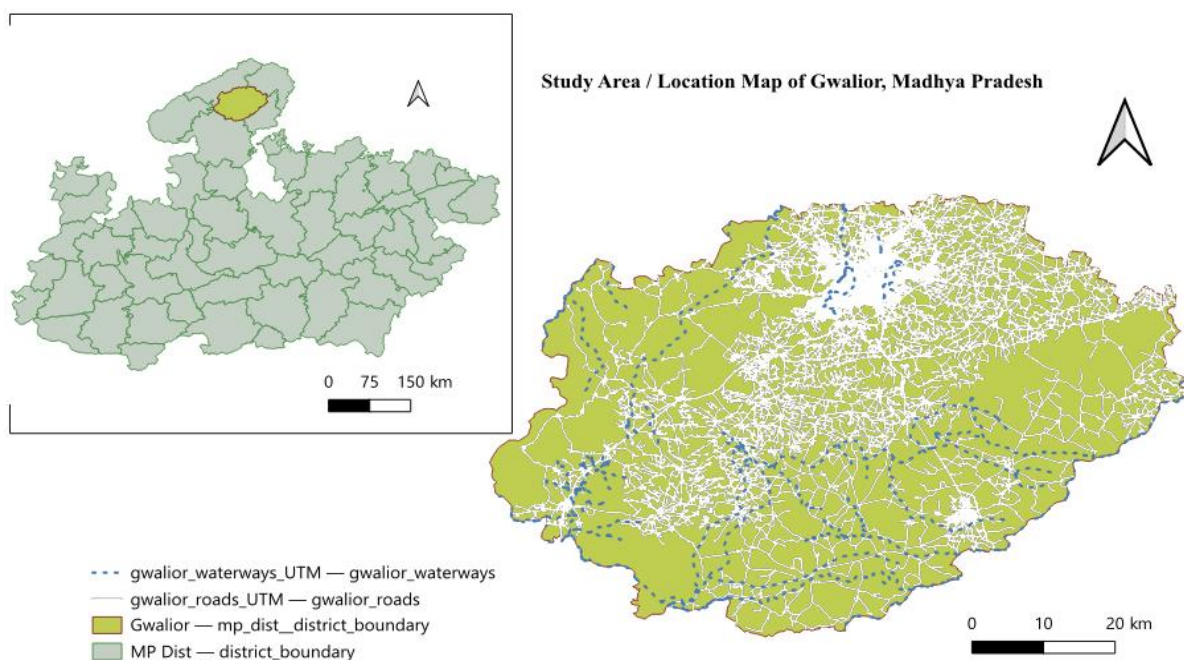 Study Area / Location Map of Gwalior, Madhya Pradesh
0 75 150 km
gwalior_waterways_UTM — gwalior_waterways
gwalior_roads_UTM — gwalior_roads
Gwalior — mp_dist__district_boundary
MP Dist — district_boundary
0 10 20 km